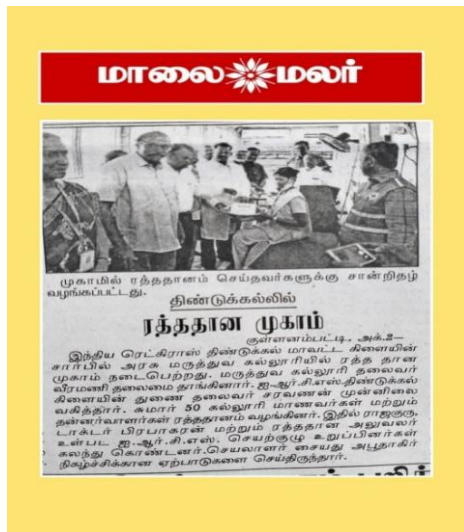 மாலை மலர்
முகாமில் ரத்ததானம் செய்தவர்களுக்கு சான்றிதழ்
வழங்கப்பட்டது.
திண்டுக்கல்லில்
ரத்ததான முகாம்
குள்ளனம்பட்டி, அக்.2-
இந்திய ரெட்கிராஸ் திண்டுக்கல் மாவட்ட கிளையின்
சார்பில் அரசு மருத்துவ கல்லூரியில் ரத்த தான
முகாம் நடைபெற்றது. மருத்துவ கல்லூரி தலைவர்
வீரமணி தலைமை தாங்கினார். ஐ-ஆர்.சி.எஸ்-திண்டுக்கல்
கிளையின் துணை தலைவர் சரவணன் முன்னிலை
வகித்தார். சுமார் 50 கல்லூரி மாணவர்கள் மற்றும்
தன்னார்வாளர்கள் ரத்ததானம் வழங்கினர். இதில் ராஜகுரு,
டாக்டர் பிரபாகரன் மற்றும் ரத்ததான அலுவலர்
உள்பட ஐ.ஆர்.சி.எஸ். செயற்குழு உறுப்பினர்கள்
கலந்து கொண்டனர்.செயலாளர் சையது அபுதாகிர்
நிகழ்ச்சிக்கான ஏற்பாடுகளை செய்திருந்தார்.